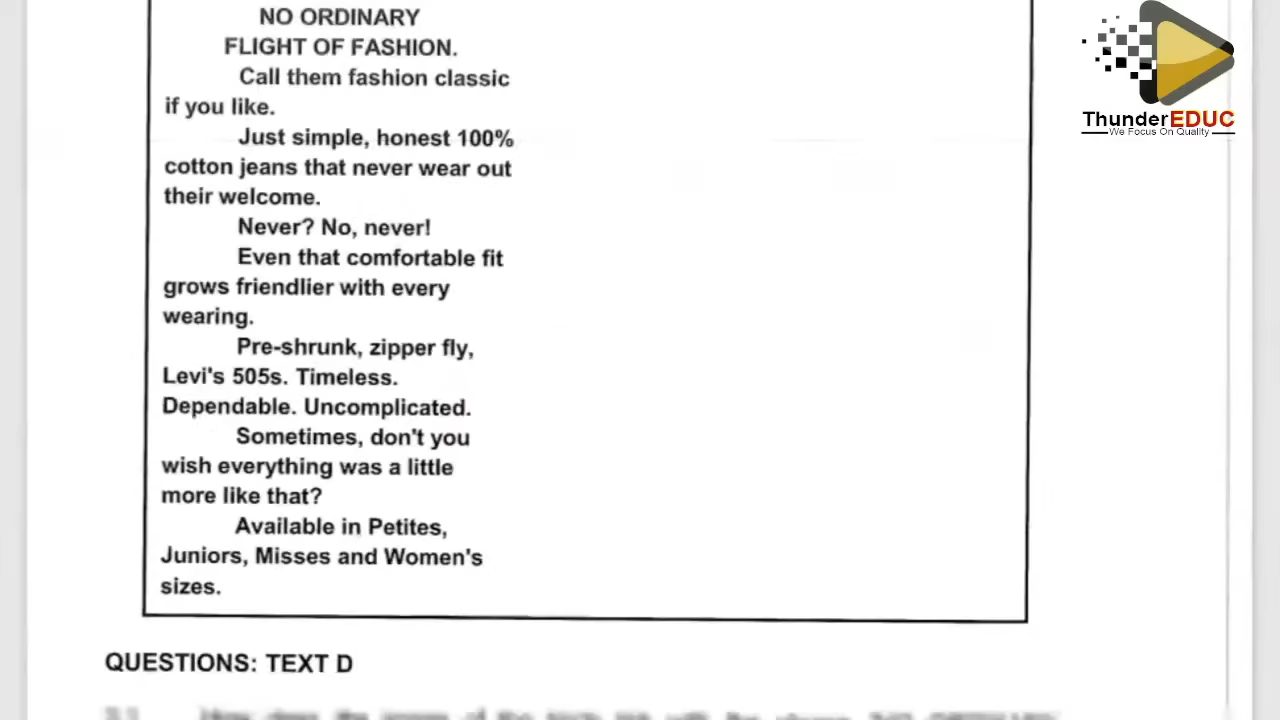 NO ORDINARY
FLIGHT OF FASHION.
Call them fashion classic
if you like.
Just simple, honest 100%
cotton jeans that never wear out
their welcome.
Never? No, never!
Even that comfortable fit
grows friendlier with every
wearing.
Pre-shrunk, zipper fly,
Levi's 505s. Timeless.
Dependable. Uncomplicated.
Sometimes, don't you
wish everything was a little
more like that?
Available in Petites,
Juniors, Misses and Women's
sizes.
QUESTIONS: TEXT D
ThunderEDUC
We Focus On Quality